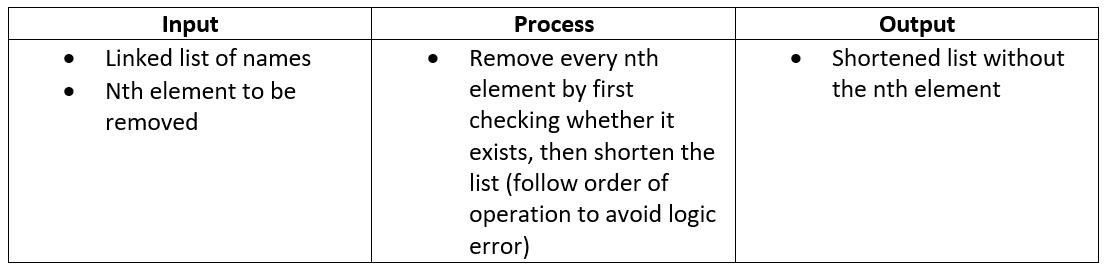 Input
Process
Output
• Linked list of names
• Nth element to be
removed
• Remove every nth
element by first
checking whether it
exists, then shorten the
list (follow order of
operation to avoid logic
error)
• Shortened list without
the nth element